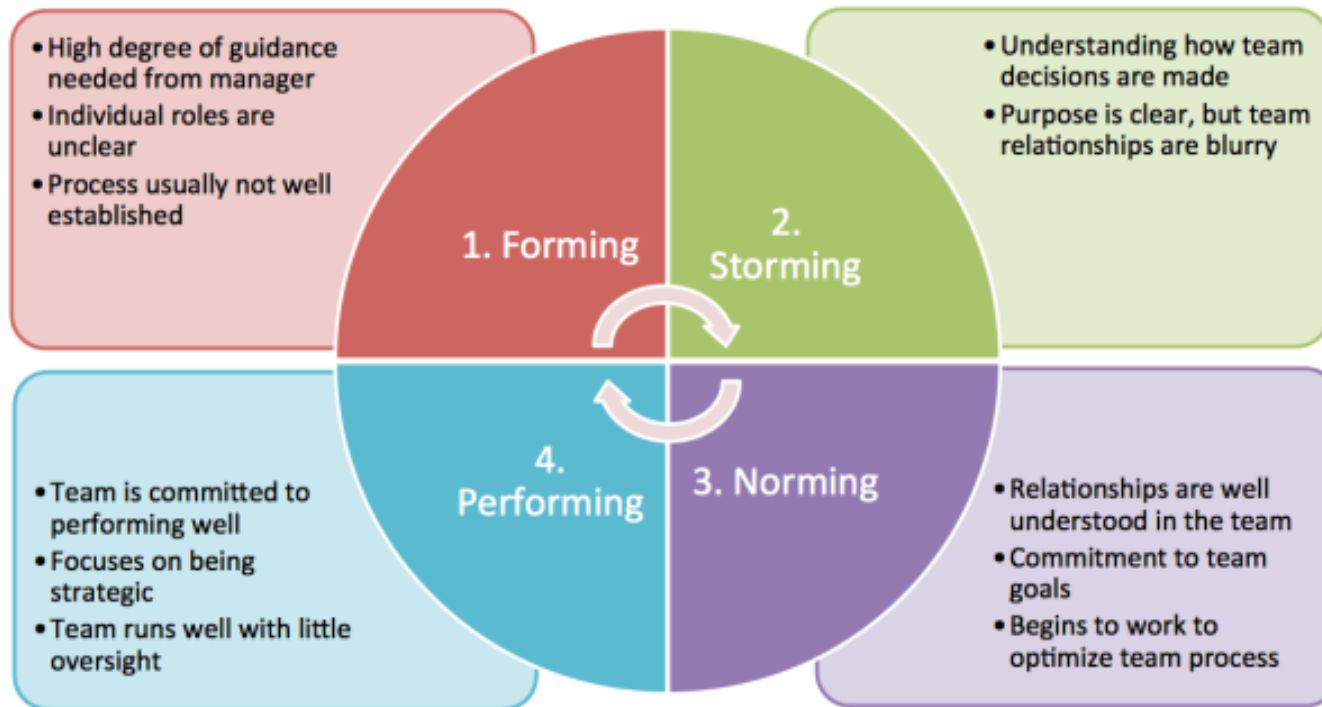 • High degree of guidance
needed from manager
• Individual roles are
unclear
• Process usually not well
established
1. Forming
• Understanding how team
decisions are made
• Purpose is clear, but team
relationships are blurry
2.
Storming
• Relationships are well
understood in the team
• Commitment to team
goals
• Begins to work to
optimize team process
3. Norming
• Team is committed to
performing well
• Focuses on being
strategic
• Team runs well with little
oversight
4.
Performing